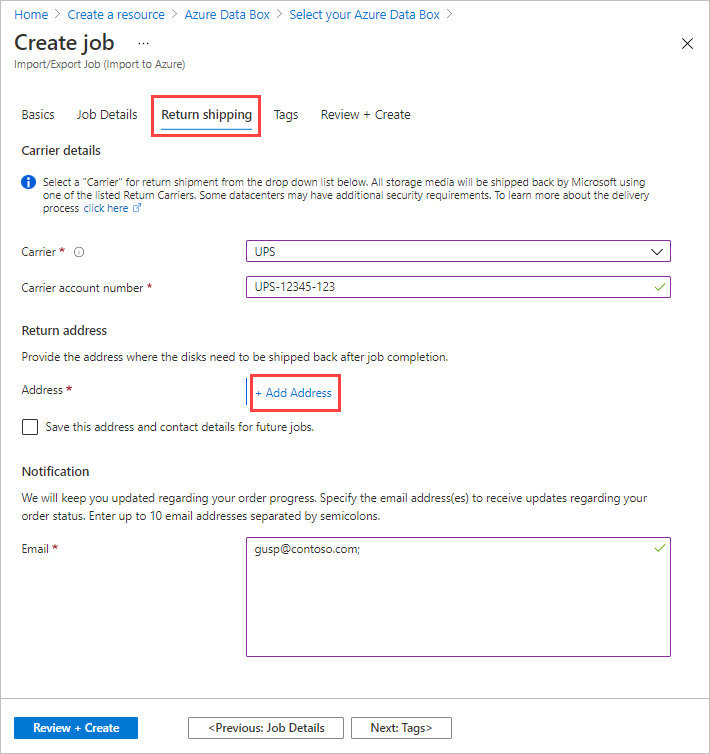 Home > Create a resource > Azure Data Box > Select your Azure Data Box >
Create job ...
Import/Export Job (Import to Azure)
Basics Job Details Return shipping Tags Review + Create
Carrier details
Select a "Carrier" for return shipment from the drop down list below. All storage media will be shipped back by Microsoft using
one of the listed Return Carriers. Some datacenters may have additional security requirements. To learn more about the delivery
process click here
Carrier * UPS
Carrier account number * UPS-12345-123
Return address
Provide the address where the disks need to be shipped back after job completion.
Address * + Add Address
Save this address and contact details for future jobs.
Notification
We will keep you updated regarding your order progress. Specify the email address(es) to receive updates regarding your
order status. Enter up to 10 email addresses separated by semicolons.
Email * gusp@contoso.com;
Review + Create <Previous: Job Details Next: Tags>